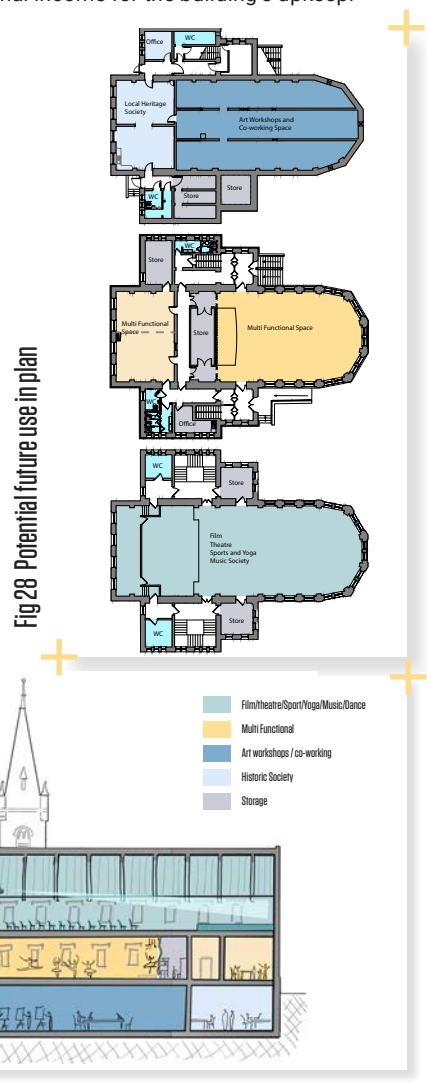 nal income for the building's upkeep.
Office
WC
Local Heritage
Society
Art Workshops and
Co-working Space
WC
Store
Store
WC
Store
Multi Functional
Space
Store
Multi Functional Space
WC
Office
WC
Store
Film
Theatre
Sports and Yoga
Music Society
Store
WC
Fig 28 Potential future use in plan
Film/theatre/Sport/Yoga/Music/Dance
Multi Functional
Art workshops / co-working
Historic Society
Storage